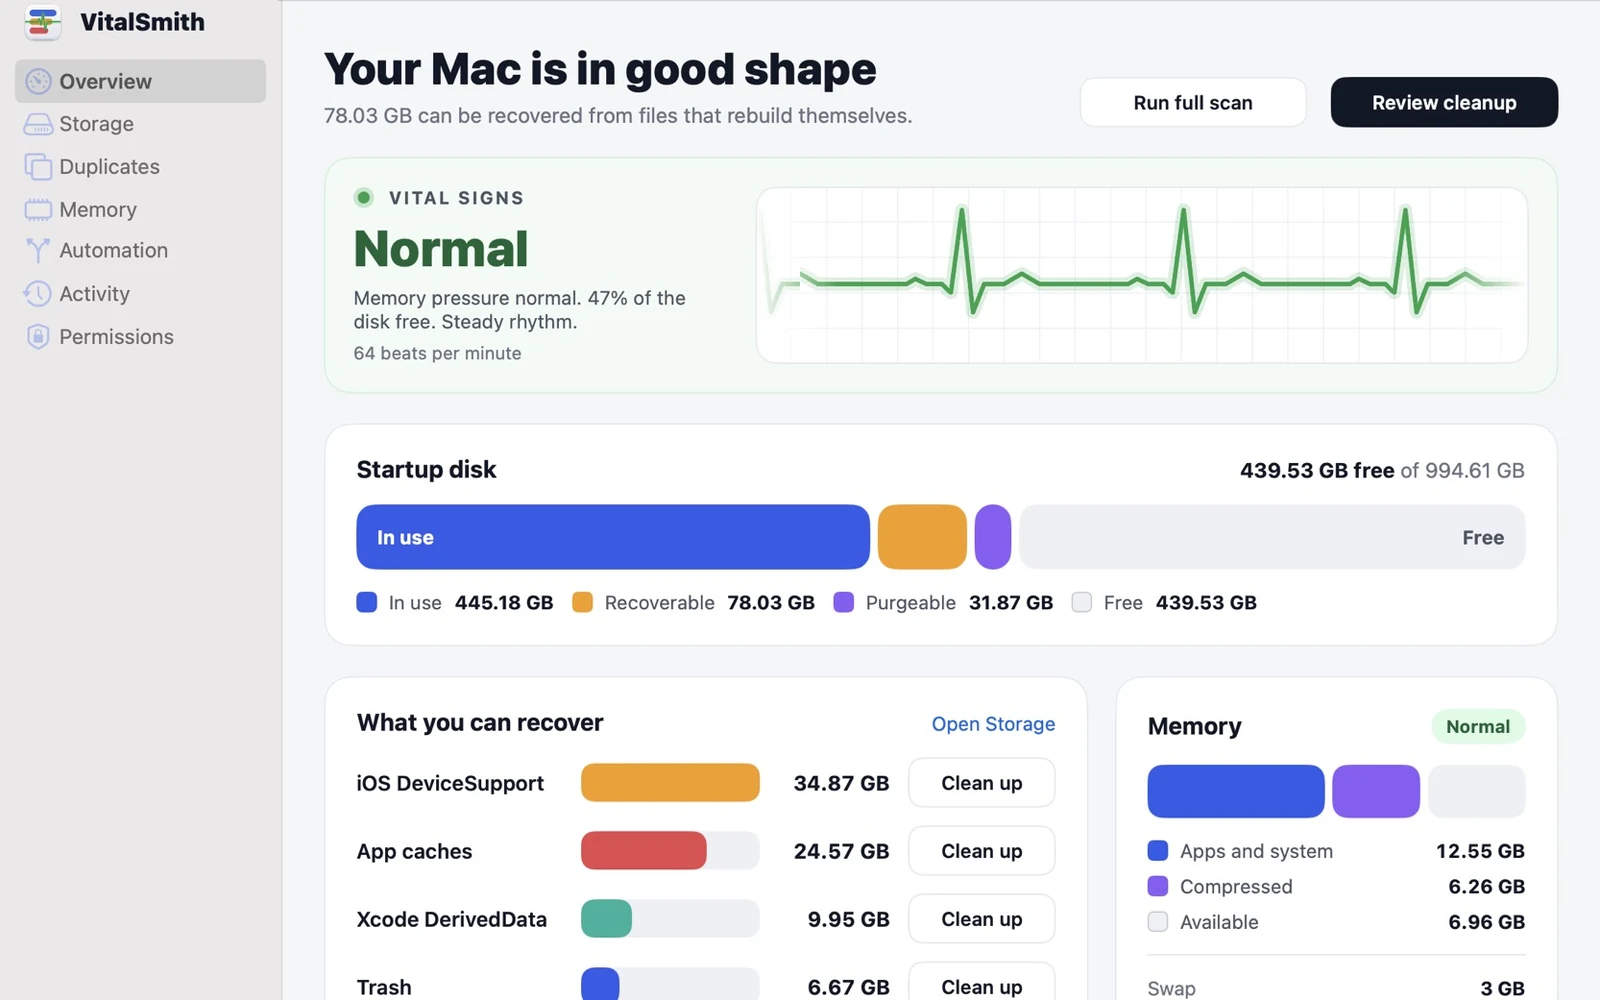 VitalSmith
Overview
Storage
Duplicates
Memory
Automation
Activity
Permissions
Your Mac is in good shape
78.03 GB can be recovered from files that rebuild themselves.
Run full scan
Review cleanup
VITAL SIGNS
Normal
Memory pressure normal. 47% of the
disk free. Steady rhythm.
64 beats per minute
Startup disk
439.53 GB free of 994.61 GB
In use
Free
In use 445.18 GB
Recoverable 78.03 GB
Purgeable 31.87 GB
Free 439.53 GB
What you can recover
Open Storage
iOS DeviceSupport 34.87 GB Clean up
App caches 24.57 GB Clean up
Xcode DerivedData 9.95 GB Clean up
Trash 6.67 GB Clean up
Memory
Normal
Apps and system 12.55 GB
Compressed 6.26 GB
Available 6.96 GB
Swap 3 GB